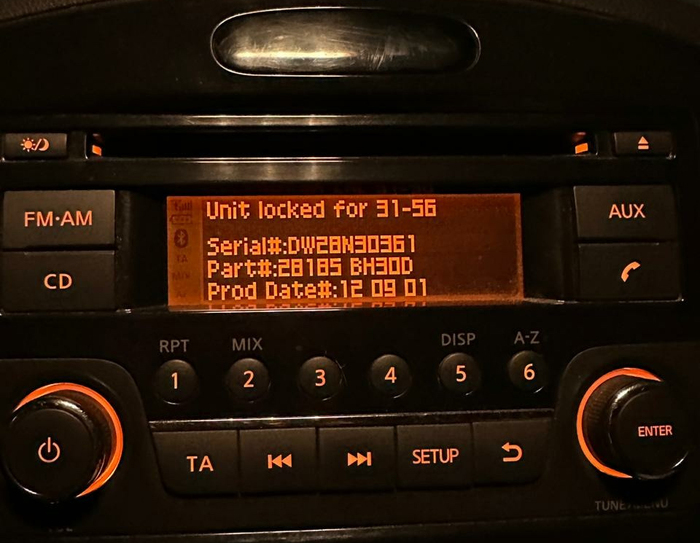 Unit locked for 31-56
Serial#:DW28N30361
Part#:28185 BH30D
Prod Date#:12 09 01
FM·AM
AUX
CD
TA
RPT
MIX
DISP
A-Z
1
2
3
4
5
6
TA
SETUP
ENTER